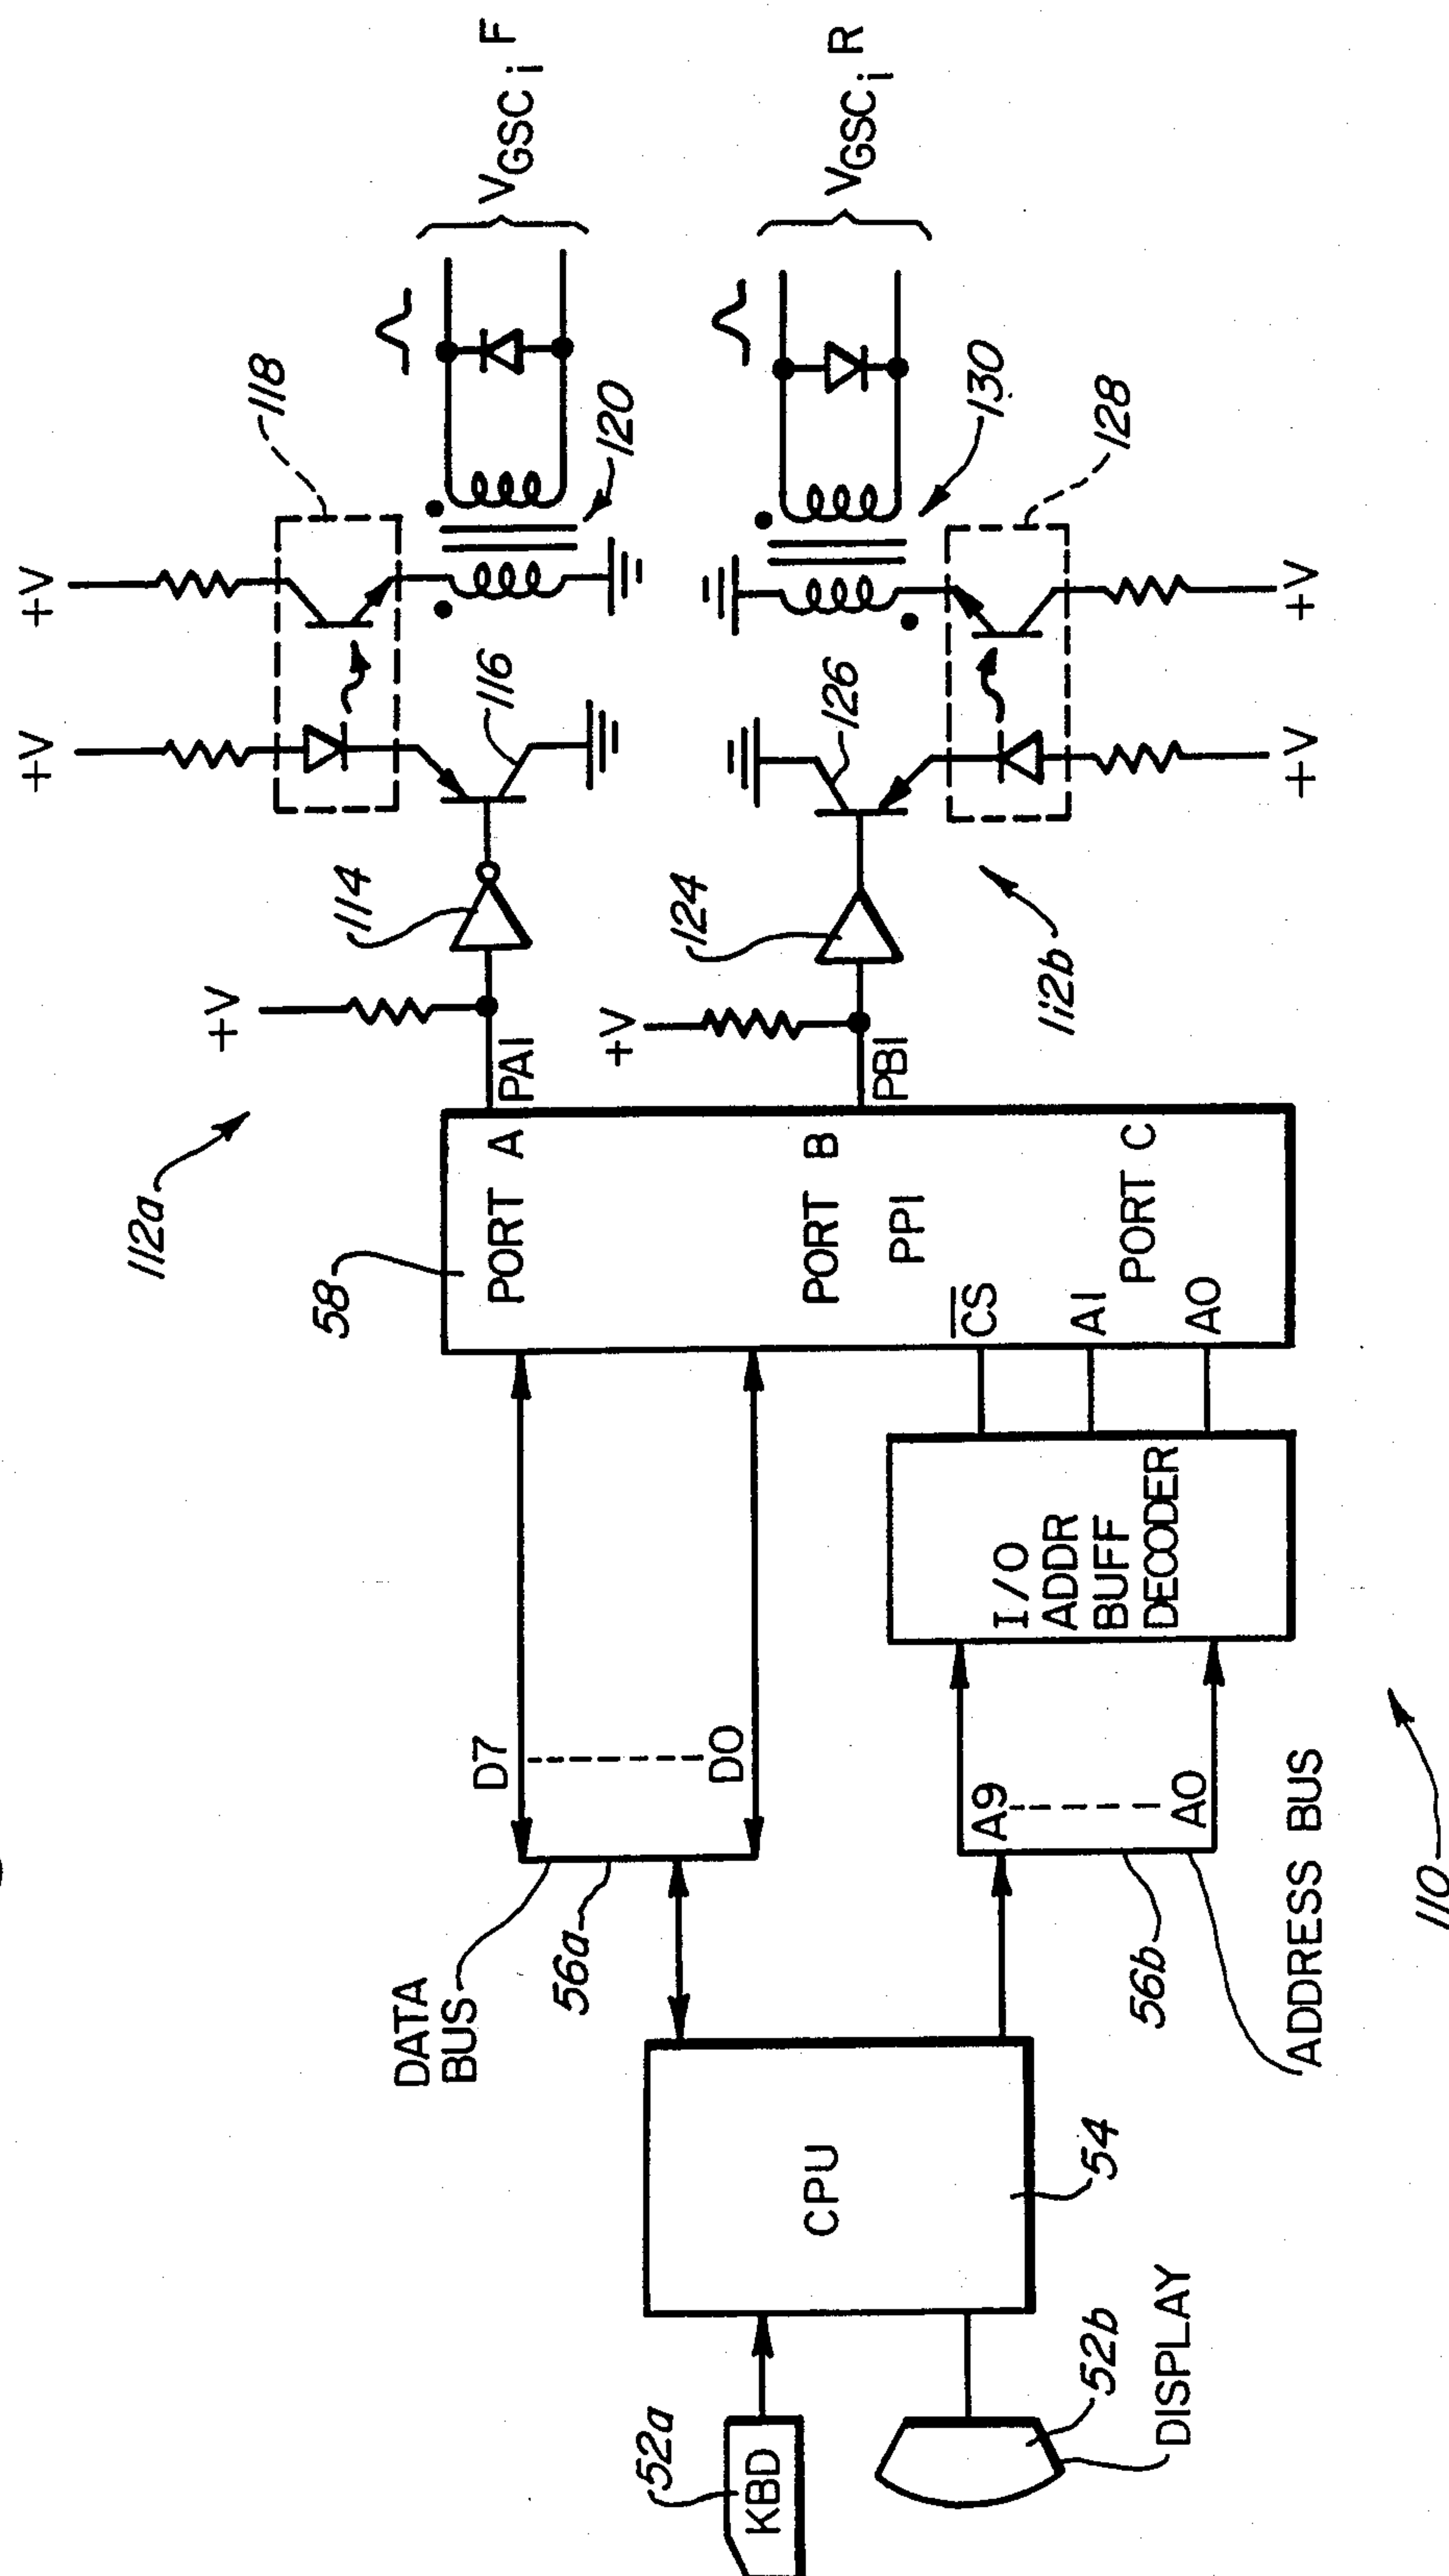 112a
+V
+V
+V
118
58
114
116
120
VGSCi F
PORT A
PA1
DATA
BUS
56a
D7
D0
52a
KBD
CPU
54
52b
DISPLAY
PORT B
PPI
PB1
+V
124
126
130
VGSCi R
128
112b
+V
+V
A9
A0
56b
ADDRESS BUS
I/O
ADDR
BUFF
DECODER
CS
A1
A0
PORT C
110